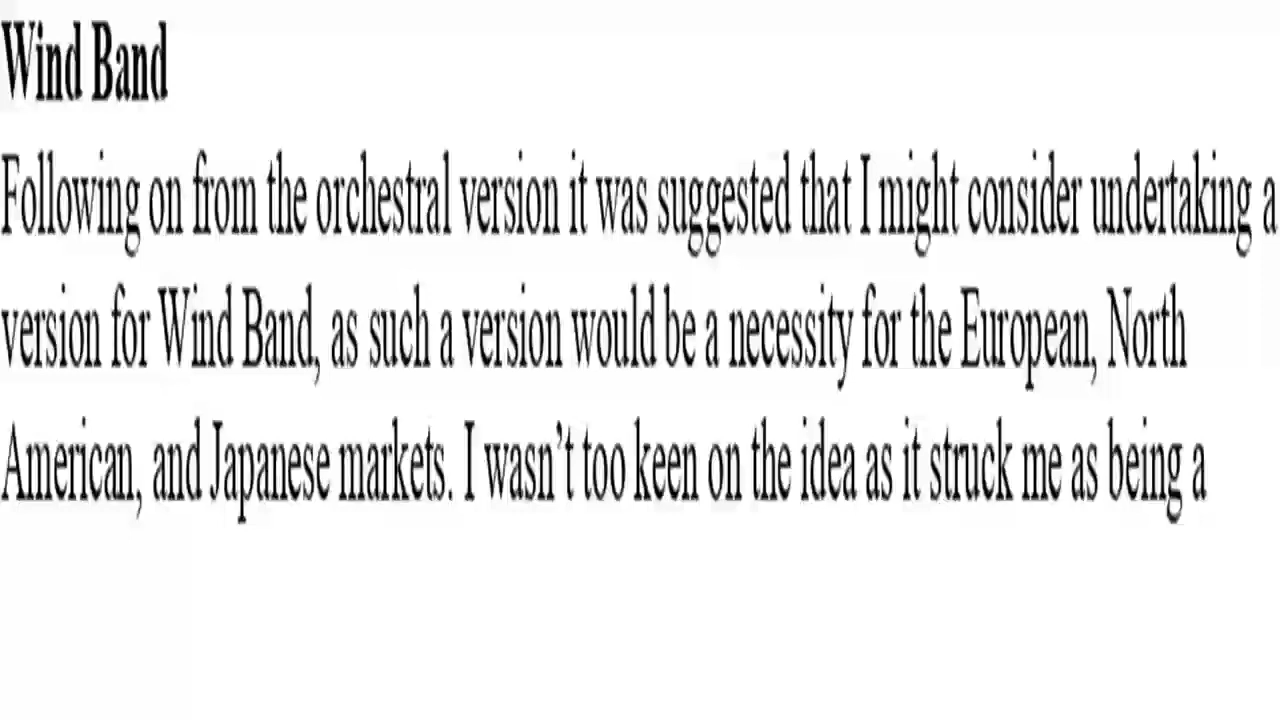 Wind Band
Following on from the orchestral version it was suggested that I might consider undertaking a
version for Wind Band, as such a version would be a necessity for the European, North
American, and Japanese markets. I wasn’t too keen on the idea as it struck me as being a